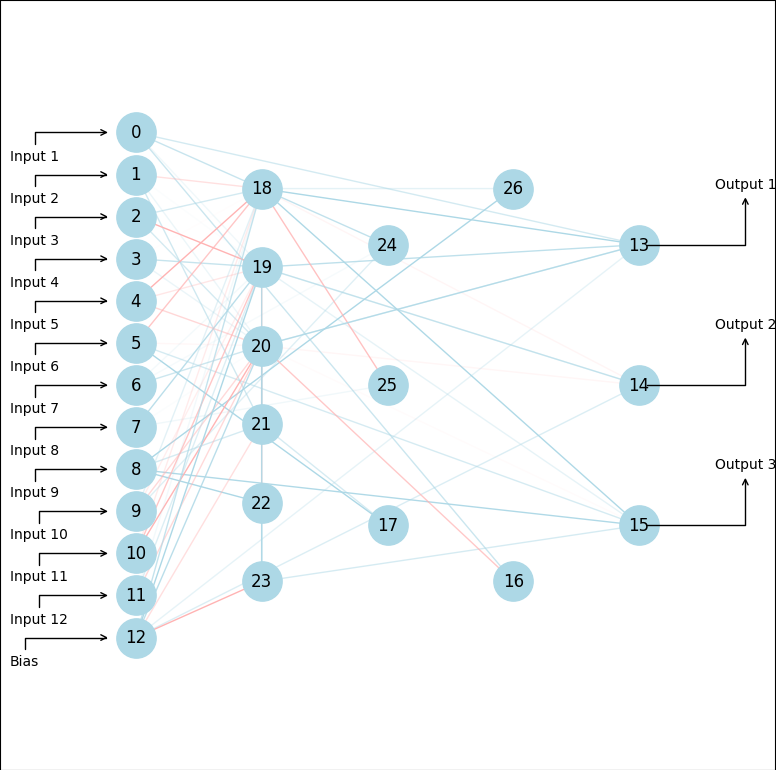 0
Input 1
1
Input 2
2
Input 3
3
Input 4
4
Input 5
5
Input 6
6
Input 7
7
Input 8
8
Input 9
9
Input 10
10
Input 11
11
Input 12
12
Bias
18
19
20
21
22
23
24
25
17
26
16
13
14
15
Output 1
Output 2
Output 3